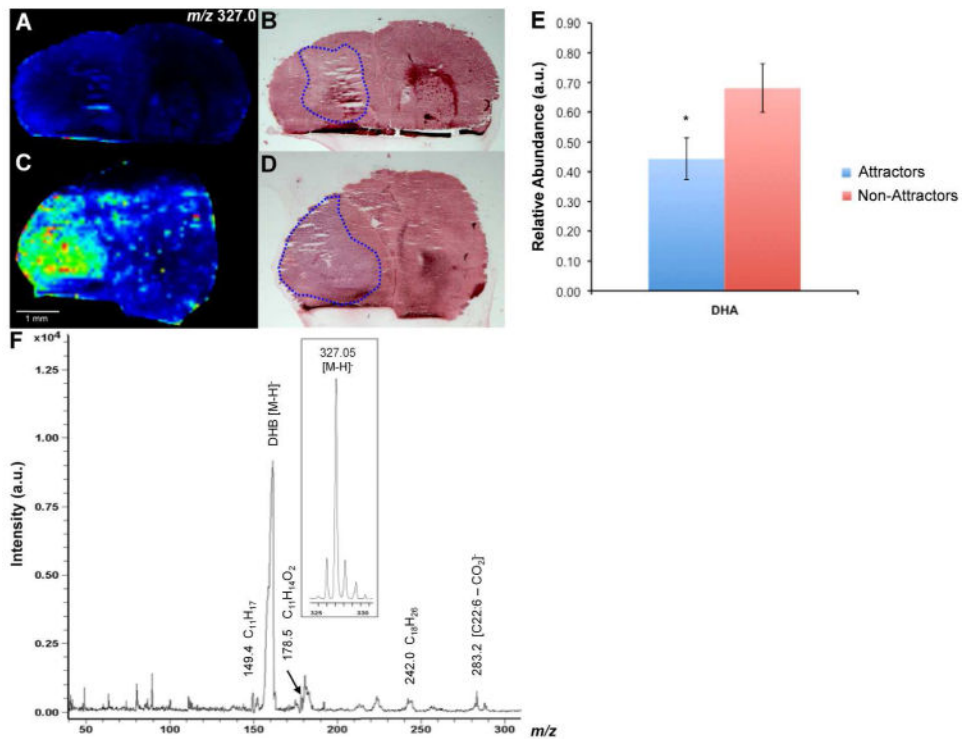 A
m/z 327.0
B
C
1 mm
D
E
Relative Abundance (a.u.)
0.90
0.80
0.70
0.60
0.50
0.40
0.30
0.20
0.10
0.00
*
DHA
Attractors
Non-Attractors
F
x10⁴
Intensity (a.u.)
1.25
1.00
0.75
0.50
0.25
0.00
149.4 C₁₁H₁₇
DHB [M-H]⁻
178.5 C₁₁H₁₄O₂
327.05
[M-H]⁻
326
330
242.0 C₁₈H₂₆
283.2 [C22:6 – CO₂]⁻
50
100
150
200
250
300
m/z